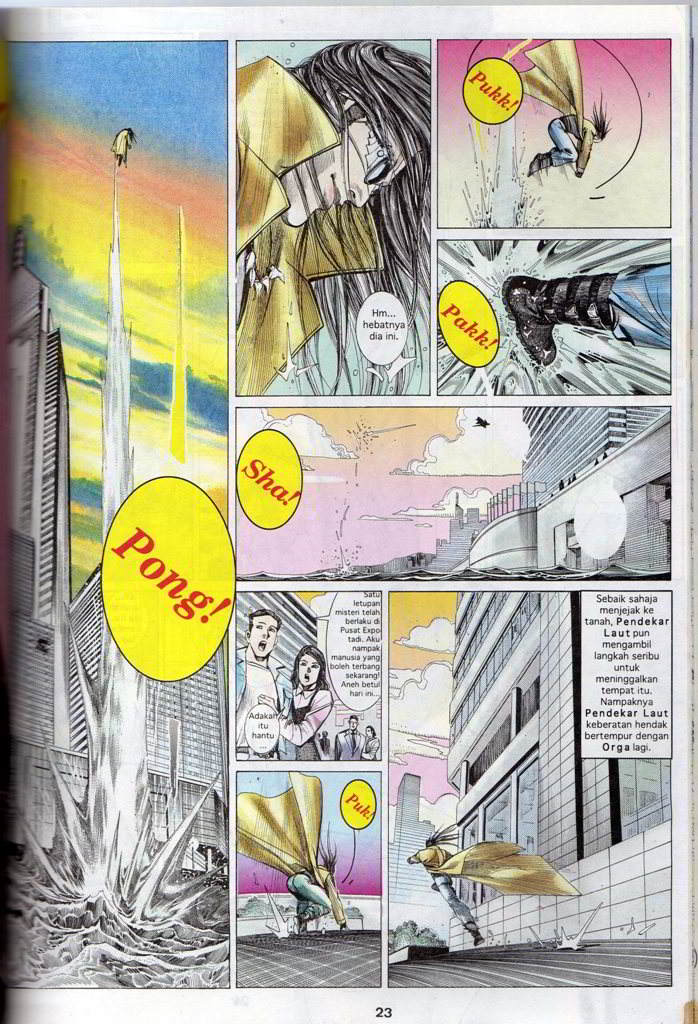 Pong!
Hm...
hebatnya
dia ini.
Pukk!
Pakk!
Sha!
Satu
letupan
misteri telah
berlaku di
Pusat Expo
tadi. Aku
nampak
manusia yang
boleh terbang
sekarang!
Aneh betul
hari ini...
Adakah
itu
hantu
...
Puk!
Sebaik sahaja
menjejak ke
tanah, Pendekar
Laut pun
mengambil
langkah seribu
untuk
meninggalkan
tempat itu.
Nampaknya
Pendekar Laut
keberatan hendak
bertempur dengan
Orga lagi.
23